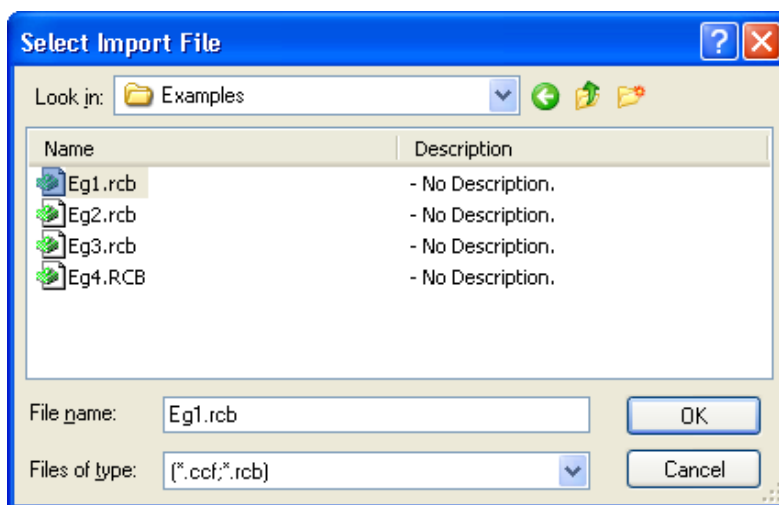 Select Import File
Look in: Examples
Name Description
Eg1.rcb - No Description.
Eg2.rcb - No Description.
Eg3.rcb - No Description.
Eg4.RCB - No Description.
File name: Eg1.rcb OK
Files of type: (*.ccf;*.rcb) Cancel